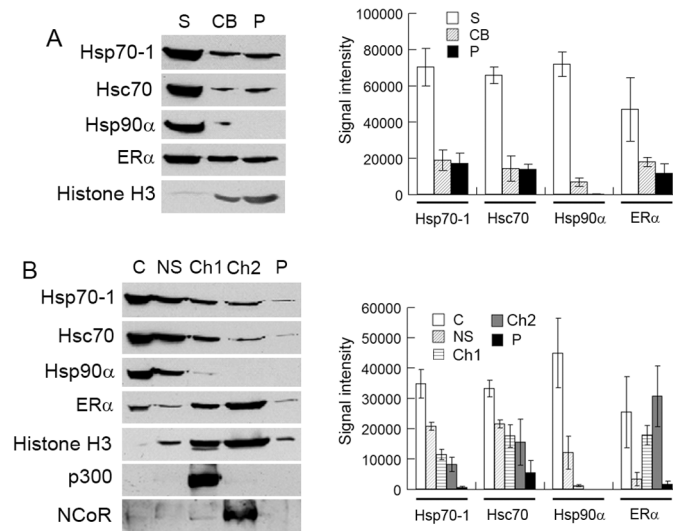 A
S CB P
Hsp70-1
Hsc70
Hsp90α
ERα
Histone H3
Signal intensity
100000
80000
60000
40000
20000
0
S
CB
P
Hsp70-1 Hsc70 Hsp90α ERα
B
C NS Ch1 Ch2 P
Hsp70-1
Hsc70
Hsp90α
ERα
Histone H3
p300
NCoR
Signal intensity
60000
50000
40000
30000
20000
10000
0
C Ch2
NS P
Ch1
Hsp70-1 Hsc70 Hsp90α ERα